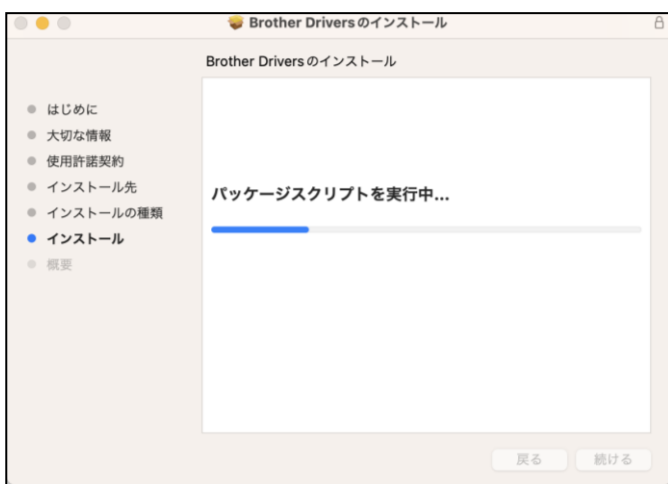 Brother Driversのインストール
Brother Driversのインストール
はじめに
大切な情報
使用許諾契約
インストール先
インストールの種類
インストール
概要
パッケージスクリプトを実行中...
戻る
続ける